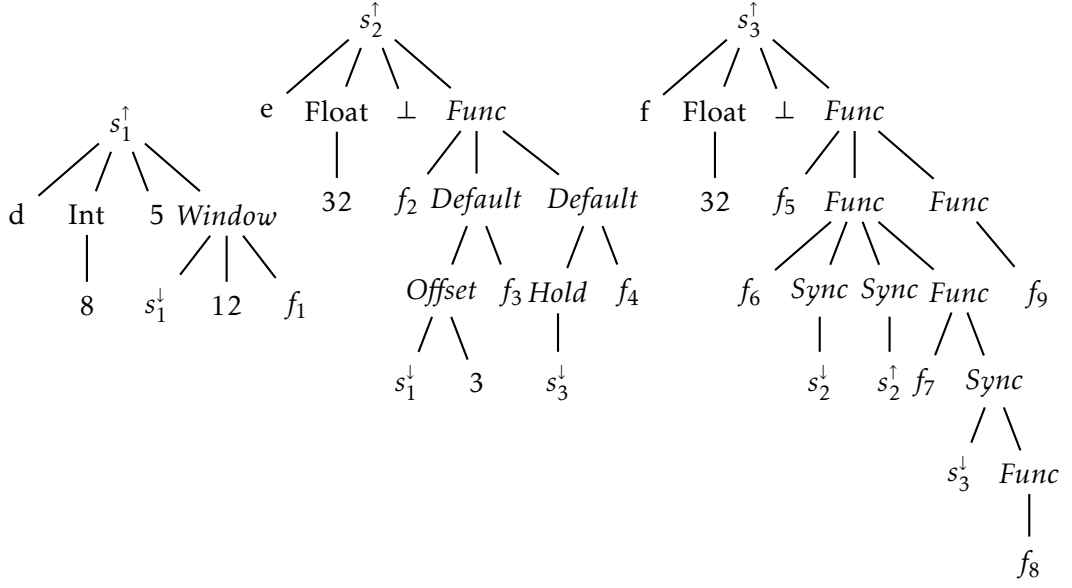 s₂↑ s₃↑
e Float ⊥ Func f Float ⊥ Func
s₁↑
32 f₂ Default Default 32 f₅ Func Func
d Int 5 Window
Offset f₃ Hold f₄ f₆ Sync Sync Func f₉
8 s₁↓ 12 f₁
s₁↓ 3 s₃↓ s₂↓ s₂↑ f₇ Sync
s₃↓ Func
f₈